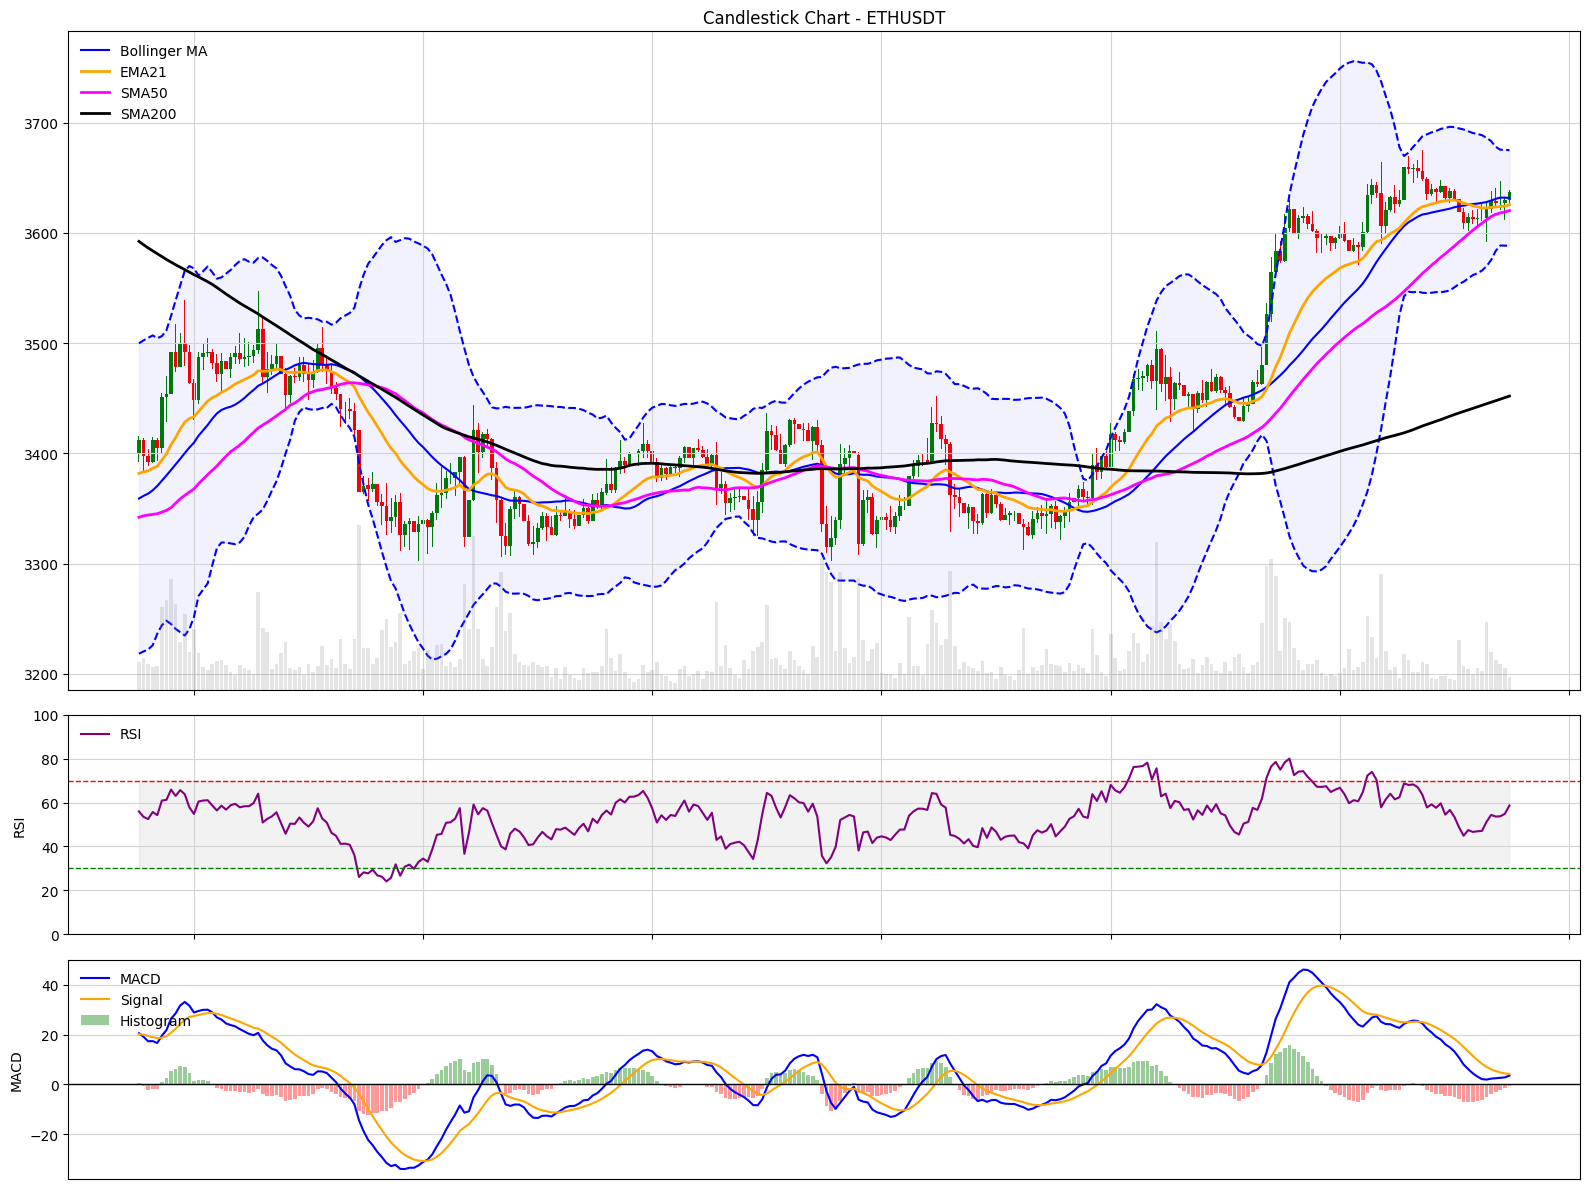 Candlestick Chart - ETHUSDT
Bollinger MA
EMA21
SMA50
SMA200
3700
3600
3500
3400
3300
3200
RSI
100
80
60
40
20
0
RSI
MACD
Signal
Histogram
40
20
0
−20
MACD